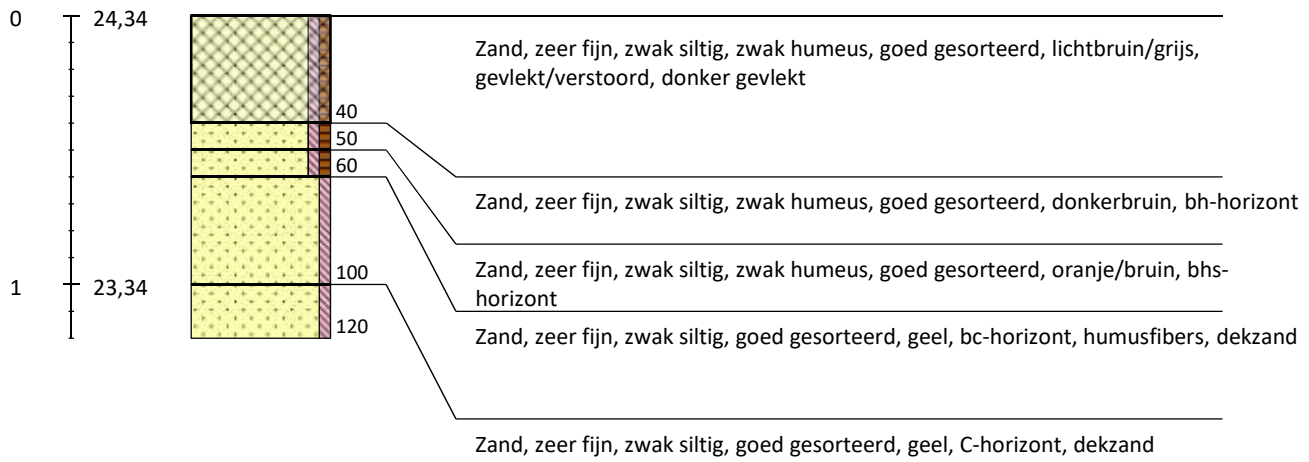 0 24,34
Zand, zeer fijn, zwak siltig, zwak humeus, goed gesorteerd, lichtbruin/grijs,
gevlekt/verstoord, donker gevlekt
40
50
60
Zand, zeer fijn, zwak siltig, zwak humeus, goed gesorteerd, donkerbruin, bh-horizont
Zand, zeer fijn, zwak siltig, zwak humeus, goed gesorteerd, oranje/bruin, bhs-
horizont
100
1 23,34
120
Zand, zeer fijn, zwak siltig, goed gesorteerd, geel, bc-horizont, humusfibers, dekzand
Zand, zeer fijn, zwak siltig, goed gesorteerd, geel, C-horizont, dekzand